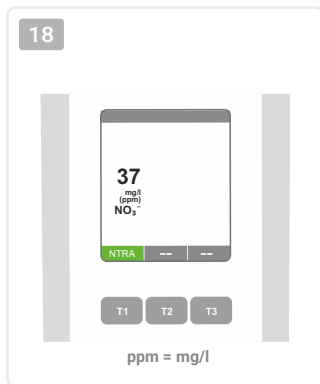 18
37
mg/l
(ppm)
NO₃⁻
NTRA -- --
T1 T2 T3
ppm = mg/l